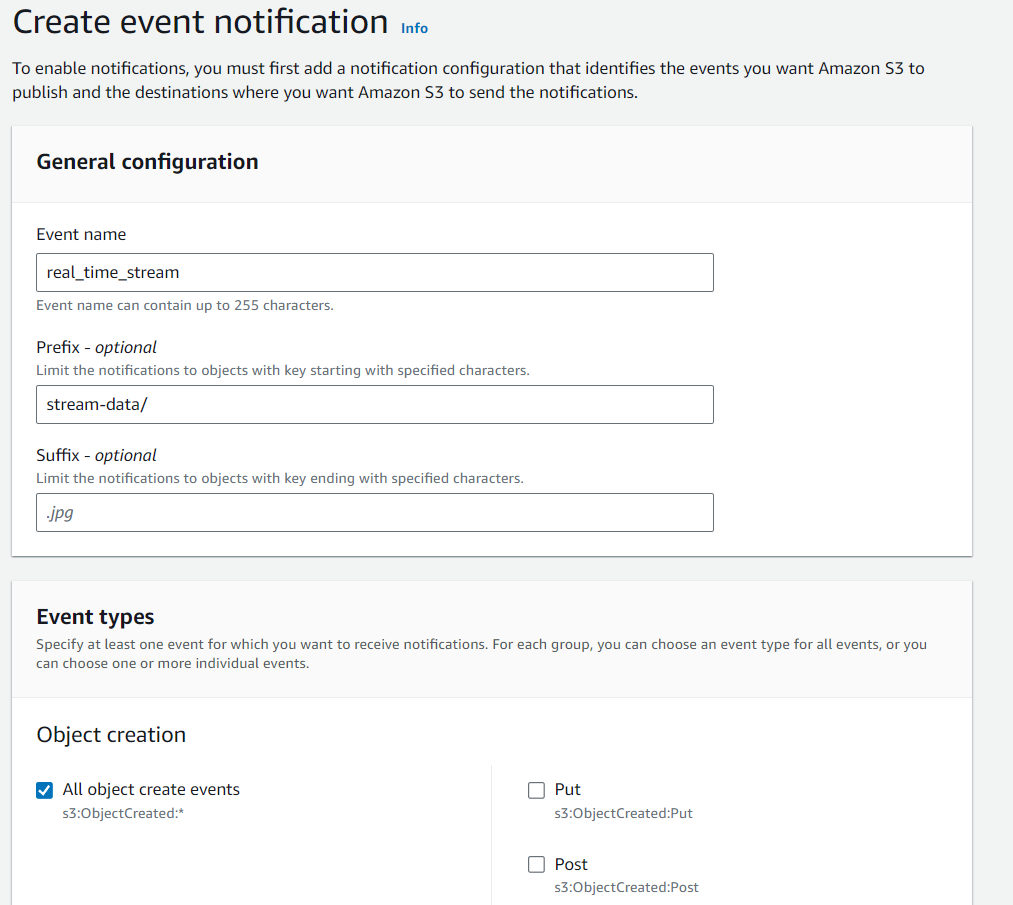 Create event notification Info
To enable notifications, you must first add a notification configuration that identifies the events you want Amazon S3 to
publish and the destinations where you want Amazon S3 to send the notifications.
General configuration
Event name
real_time_stream
Event name can contain up to 255 characters.
Prefix - optional
Limit the notifications to objects with key starting with specified characters.
stream-data/
Suffix - optional
Limit the notifications to objects with key ending with specified characters.
.jpg
Event types
Specify at least one event for which you want to receive notifications. For each group, you can choose an event type for all events, or you
can choose one or more individual events.
Object creation
All object create events
s3:ObjectCreated:*
Put
s3:ObjectCreated:Put
Post
s3:ObjectCreated:Post